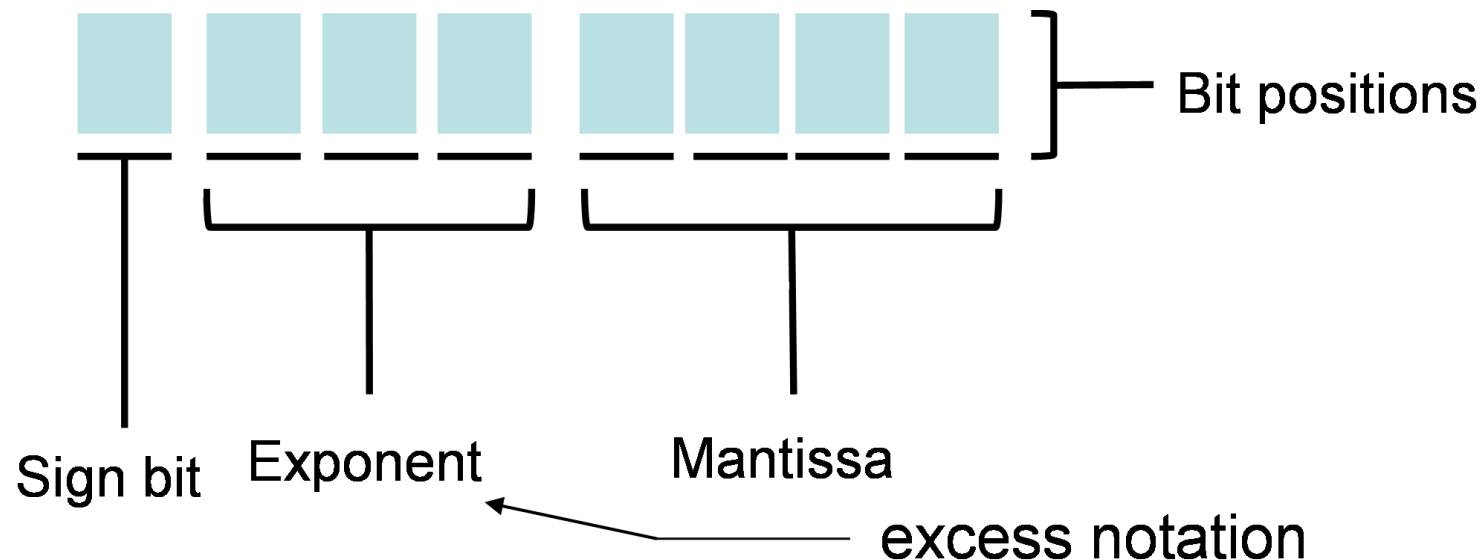 Bit positions
Sign bit
Exponent
Mantissa
excess notation